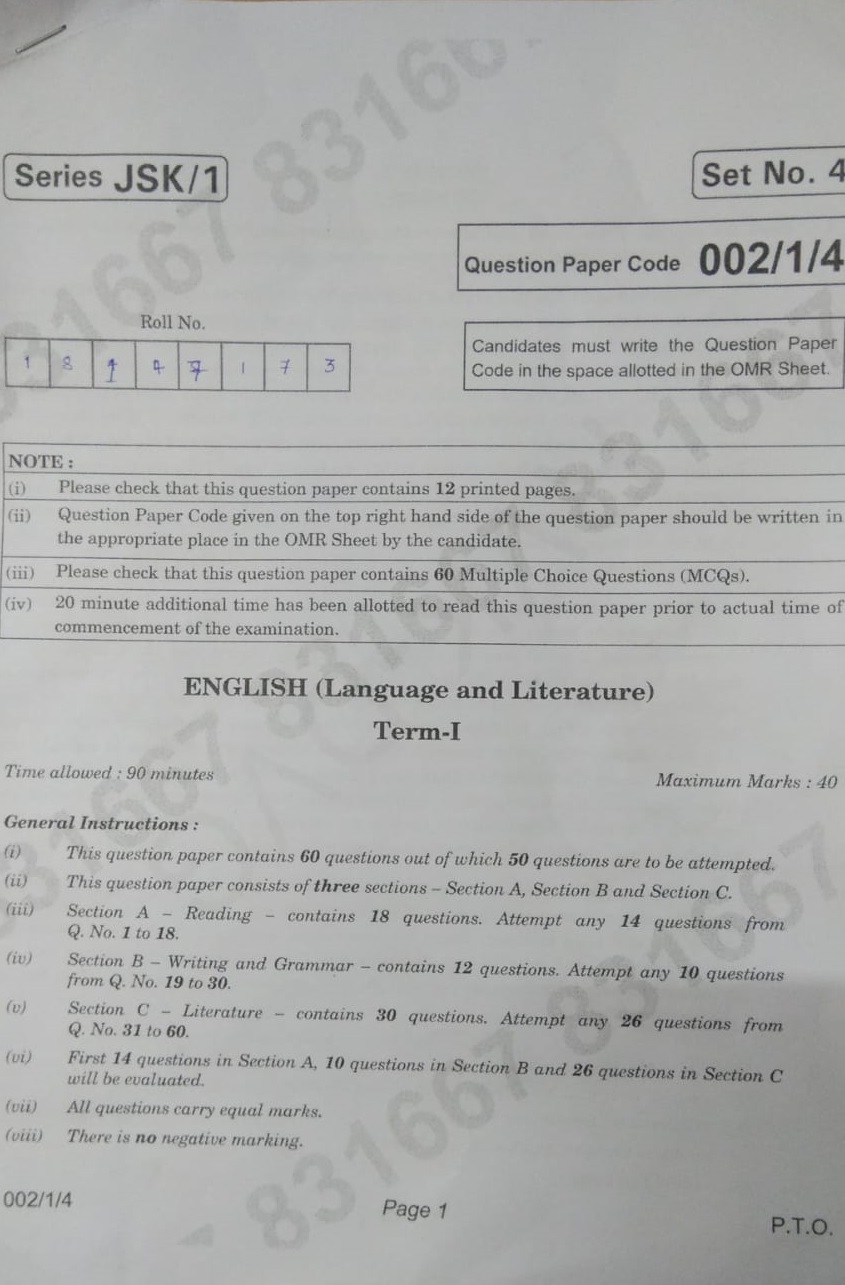 Series JSK/1
Set No. 4
Question Paper Code 002/1/4
Roll No.
1 8 1 4 7 1 7 3
Candidates must write the Question Paper
Code in the space allotted in the OMR Sheet.
NOTE :
(i) Please check that this question paper contains 12 printed pages.
(ii) Question Paper Code given on the top right hand side of the question paper should be written in
the appropriate place in the OMR Sheet by the candidate.
(iii) Please check that this question paper contains 60 Multiple Choice Questions (MCQs).
(iv) 20 minute additional time has been allotted to read this question paper prior to actual time of
commencement of the examination.
ENGLISH (Language and Literature)
Term-I
Time allowed : 90 minutes
Maximum Marks : 40
General Instructions :
(i) This question paper contains 60 questions out of which 50 questions are to be attempted.
(ii) This question paper consists of three sections – Section A, Section B and Section C.
(iii) Section A – Reading – contains 18 questions. Attempt any 14 questions from
Q. No. 1 to 18.
(iv) Section B – Writing and Grammar – contains 12 questions. Attempt any 10 questions
from Q. No. 19 to 30.
(v) Section C – Literature – contains 30 questions. Attempt any 26 questions from
Q. No. 31 to 60.
(vi) First 14 questions in Section A, 10 questions in Section B and 26 questions in Section C
will be evaluated.
(vii) All questions carry equal marks.
(viii) There is no negative marking.
002/1/4
Page 1
P.T.O.
831667 831667
831667 831667 831667
831667 831667